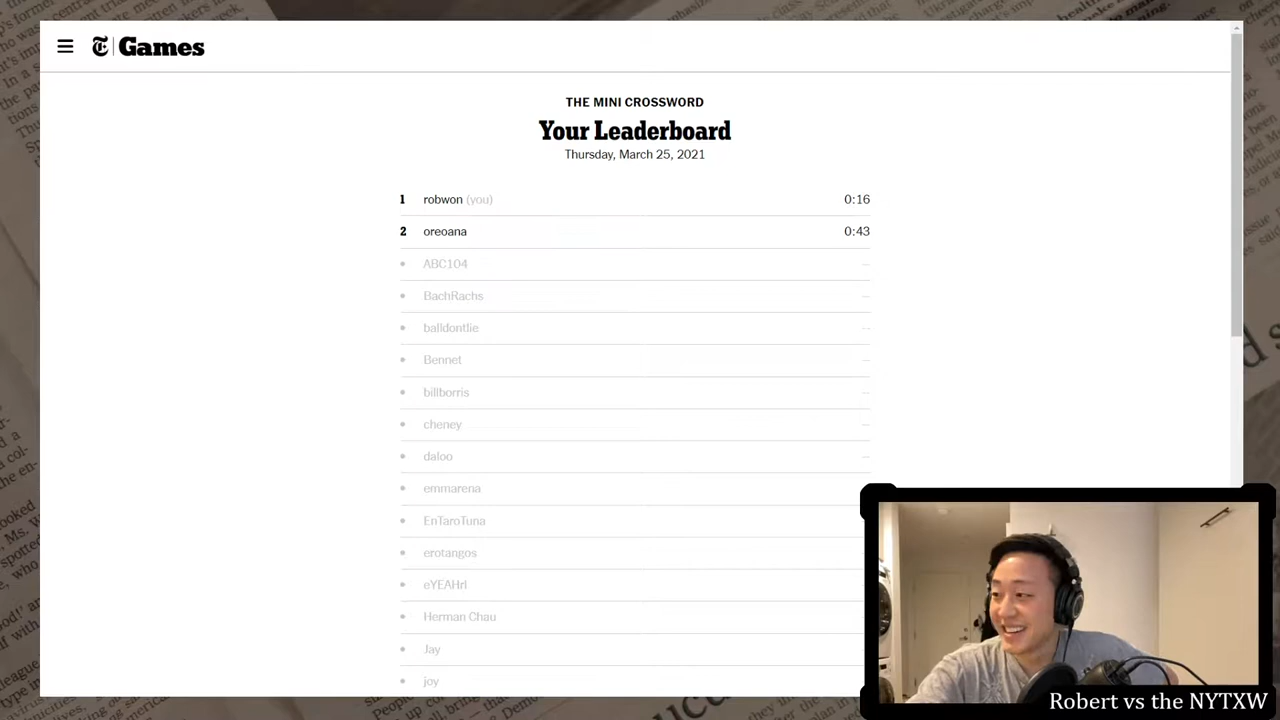 Games
THE MINI CROSSWORD
Your Leaderboard
Thursday, March 25, 2021
1 robwon (you) 0:16
2 oreoana 0:43
• ABC104 --
• BachRachs --
• balldontlie --
• Bennet --
• billborris --
• cheney --
• daloo --
• emmarena
• EnTaroTuna
• erotangos
• eYEAHrl
• Herman Chau
• Jay
• joy
Robert vs the NYTXW